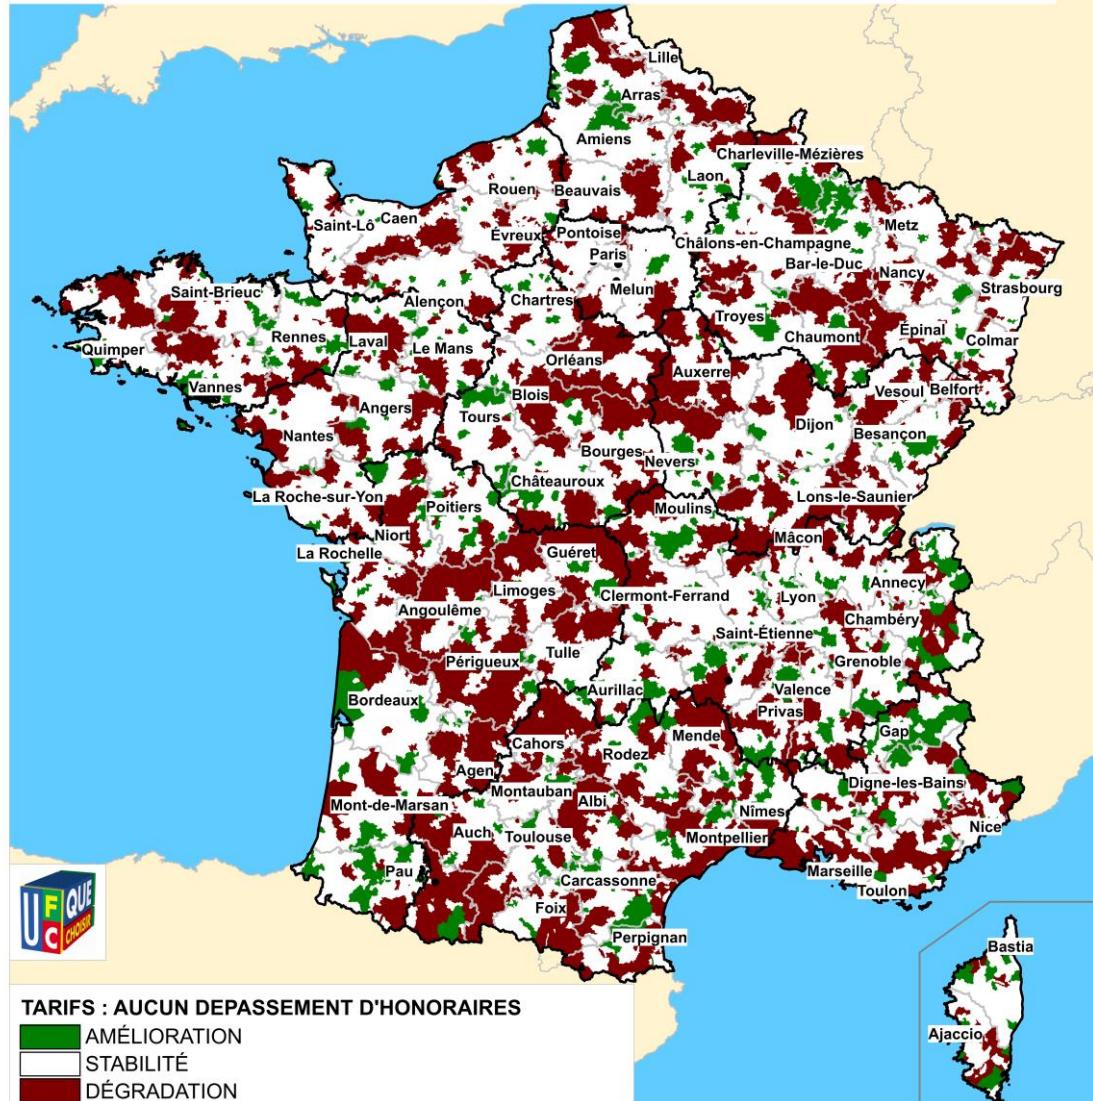 Lille
Arras
Amiens
Charleville-Mézières
Laon
Rouen
Beauvais
Caen
Saint-Lô
Metz
Évreux
Pontoise
Châlons-en-Champagne
Paris
Bar-le-Duc
Nancy
Strasbourg
Melun
Saint-Brieuc
Alençon
Chartres
Troyes
Rennes
Laval
Le Mans
Chaumont
Épinal
Colmar
Quimper
Orléans
Auxerre
Vannes
Blois
Vesoul
Belfort
Angers
Tours
Dijon
Besançon
Nantes
Bourges
Nevers
Châteauroux
La Roche-sur-Yon
Poitiers
Moulins
Lons-le-Saunier
Niort
Mâcon
La Rochelle
Guéret
Annecy
Limoges
Clermont-Ferrand
Lyon
Angoulême
Chambéry
Saint-Étienne
Tulle
Périgueux
Grenoble
Aurillac
Valence
Bordeaux
Privas
Gap
Mende
Cahors
Rodez
Agen
Digne-les-Bains
Montauban
Mont-de-Marsan
Albi
Nîmes
Nice
Auch
Toulouse
Montpellier
Pau
Marseille
Carcassonne
Toulon
Foix
Perpignan
Bastia
Ajaccio
UFC
QUE
CHOISIR
TARIFS : AUCUN DEPASSEMENT D'HONORAIRES
AMÉLIORATION
STABILITÉ
DÉGRADATION